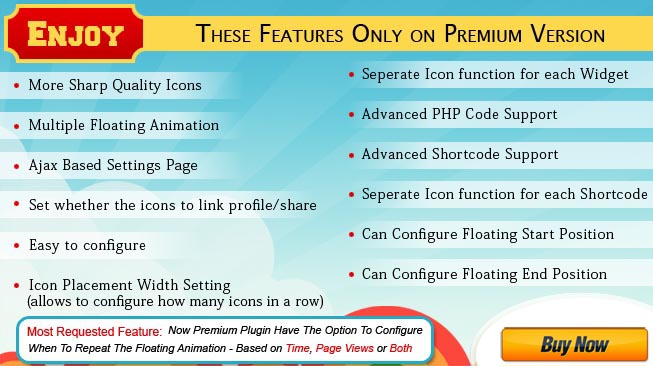 Enjoy
These Features Only on Premium Version
More Sharp Quality Icons
Multiple Floating Animation
Ajax Based Settings Page
Set whether the icons to link profile/share
Easy to configure
Icon Placement Width Setting
(allows to configure how many icons in a row)
Seperate Icon function for each Widget
Advanced PHP Code Support
Advanced Shortcode Support
Seperate Icon function for each Shortcode
Can Configure Floating Start Position
Can Configure Floating End Position
Most Requested Feature: Now Premium Plugin Have The Option To Configure
When To Repeat The Floating Animation - Based on Time, Page Views or Both
Buy Now